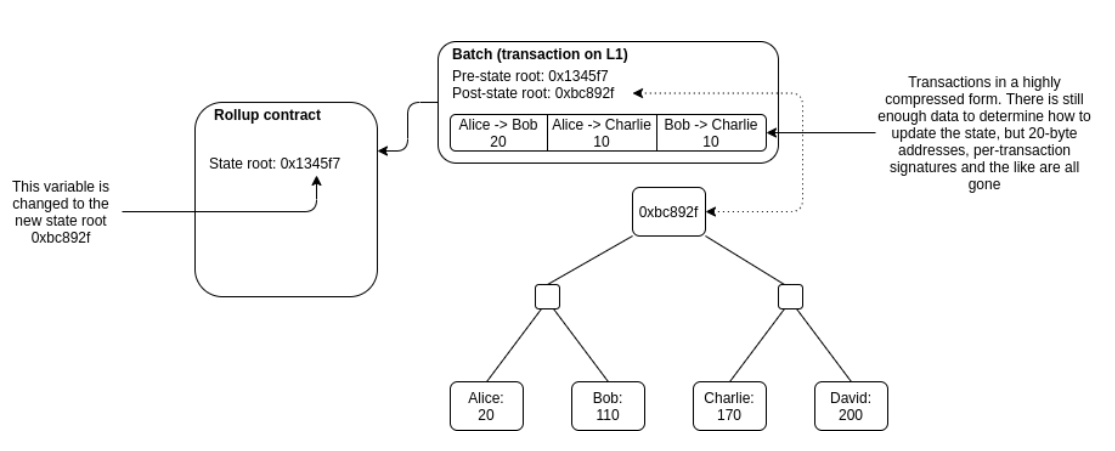 Batch (transaction on L1)
Pre-state root: 0x1345f7
Post-state root: 0xbc892f
Alice -> Bob
20
Alice -> Charlie
10
Bob -> Charlie
10
Transactions in a highly
compressed form. There is still
enough data to determine how to
update the state, but 20-byte
addresses, per-transaction
signatures and the like are all
gone
Rollup contract
State root: 0x1345f7
This variable is
changed to the
new state root
0xbc892f
0xbc892f
Alice:
20
Bob:
110
Charlie:
170
David:
200